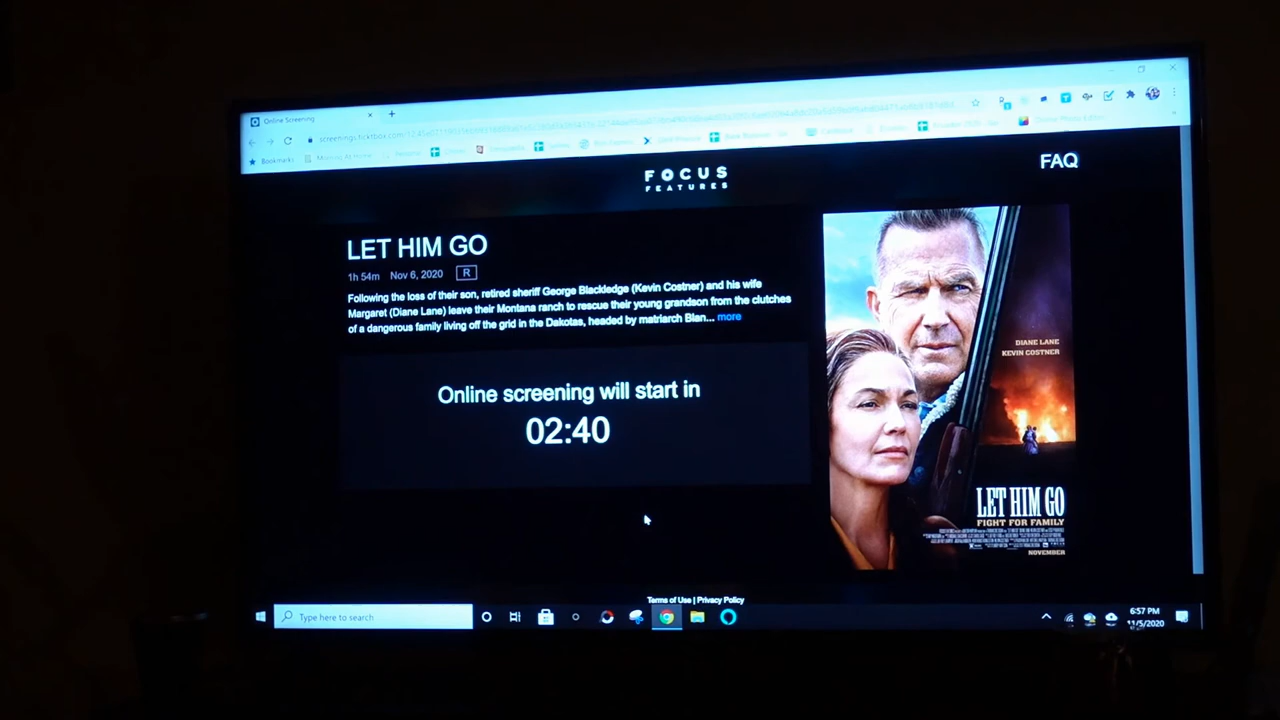 Online Screening
Bookmarks
FOCUS
FEATURES
FAQ
LET HIM GO
1h 54m Nov 6, 2020 R
Following the loss of their son, retired sheriff George Blackledge (Kevin Costner) and his wife
Margaret (Diane Lane) leave their Montana ranch to rescue their young grandson from the clutches
of a dangerous family living off the grid in the Dakotas, headed by matriarch Blan... more
Online screening will start in
02:40
DIANE LANE
KEVIN COSTNER
LET HIM GO
FIGHT FOR FAMILY
NOVEMBER
Terms of Use | Privacy Policy
Type here to search
6:57 PM
11/5/2020